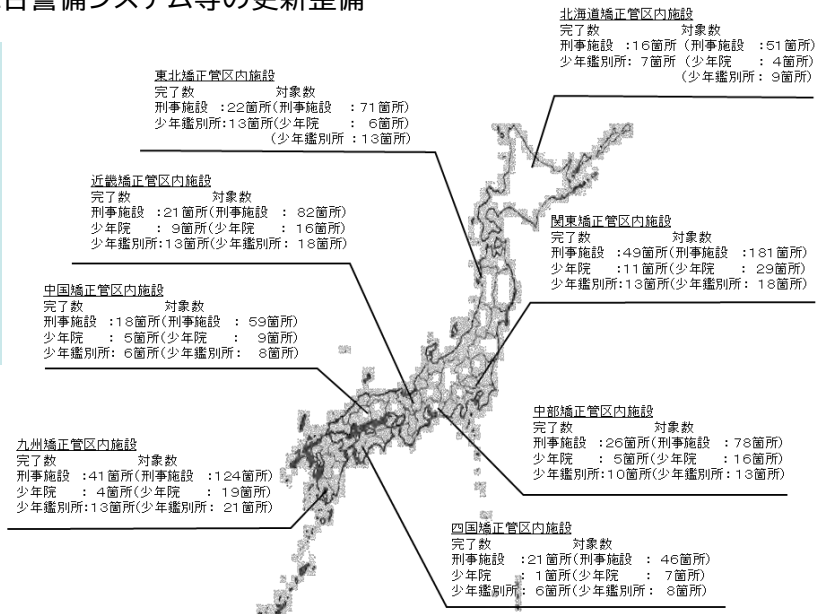 合警備システム等の更新整備
北海道矯正管区内施設
完了数 対象数
刑事施設 :16箇所(刑事施設 :51箇所)
少年鑑別所: 7箇所(少年院 : 4箇所)
(少年鑑別所: 9箇所)
東北矯正管区内施設
完了数 対象数
刑事施設 :22箇所(刑事施設 :71箇所)
少年鑑別所:13箇所(少年院 : 6箇所)
(少年鑑別所:13箇所)
近畿矯正管区内施設
完了数 対象数
刑事施設 :21箇所(刑事施設 : 82箇所)
少年院 : 9箇所(少年院 : 16箇所)
少年鑑別所:13箇所(少年鑑別所: 18箇所)
関東矯正管区内施設
完了数 対象数
刑事施設 :49箇所(刑事施設 :181箇所)
少年院 :11箇所(少年院 : 29箇所)
少年鑑別所:13箇所(少年鑑別所: 18箇所)
中国矯正管区内施設
完了数 対象数
刑事施設 :18箇所(刑事施設 : 59箇所)
少年院 : 5箇所(少年院 : 9箇所)
少年鑑別所: 6箇所(少年鑑別所: 8箇所)
中部矯正管区内施設
完了数 対象数
刑事施設 :26箇所(刑事施設 :78箇所)
少年院 : 5箇所(少年院 :16箇所)
少年鑑別所:10箇所(少年鑑別所:13箇所)
九州矯正管区内施設
完了数 対象数
刑事施設 :41箇所(刑事施設 :124箇所)
少年院 : 4箇所(少年院 : 19箇所)
少年鑑別所:13箇所(少年鑑別所: 21箇所)
四国矯正管区内施設
完了数 対象数
刑事施設 :21箇所(刑事施設 : 46箇所)
少年院 : 1箇所(少年院 : 7箇所)
少年鑑別所: 6箇所(少年鑑別所: 8箇所)